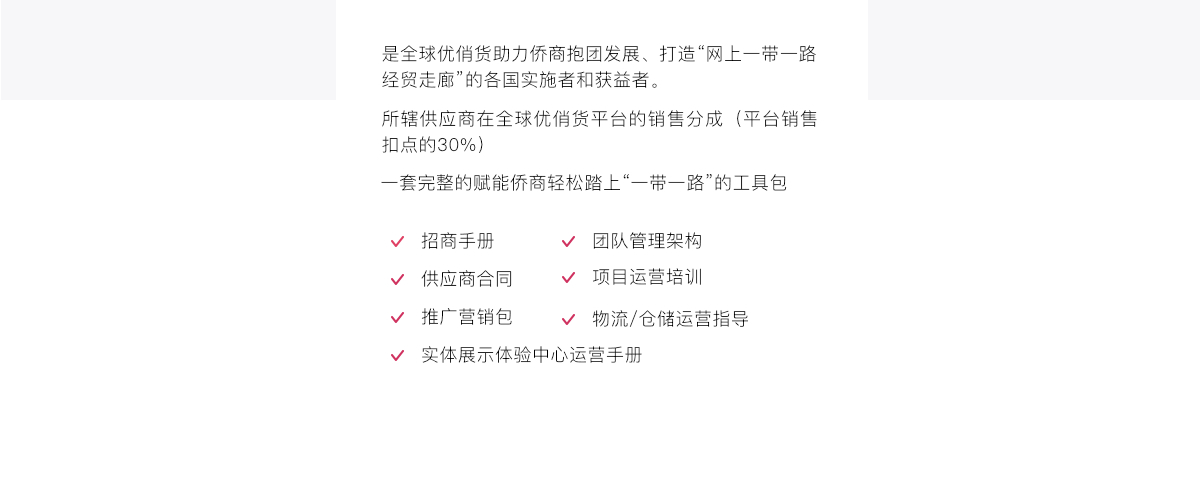 是全球优俏货助力侨商抱团发展、打造“网上一带一路
经贸走廊”的各国实施者和获益者。
所辖供应商在全球优俏货平台的销售分成（平台销售
扣点的30%）
一套完整的赋能侨商轻松踏上“一带一路”的工具包
招商手册
团队管理架构
供应商合同
项目运营培训
推广营销包
物流/仓储运营指导
实体展示体验中心运营手册